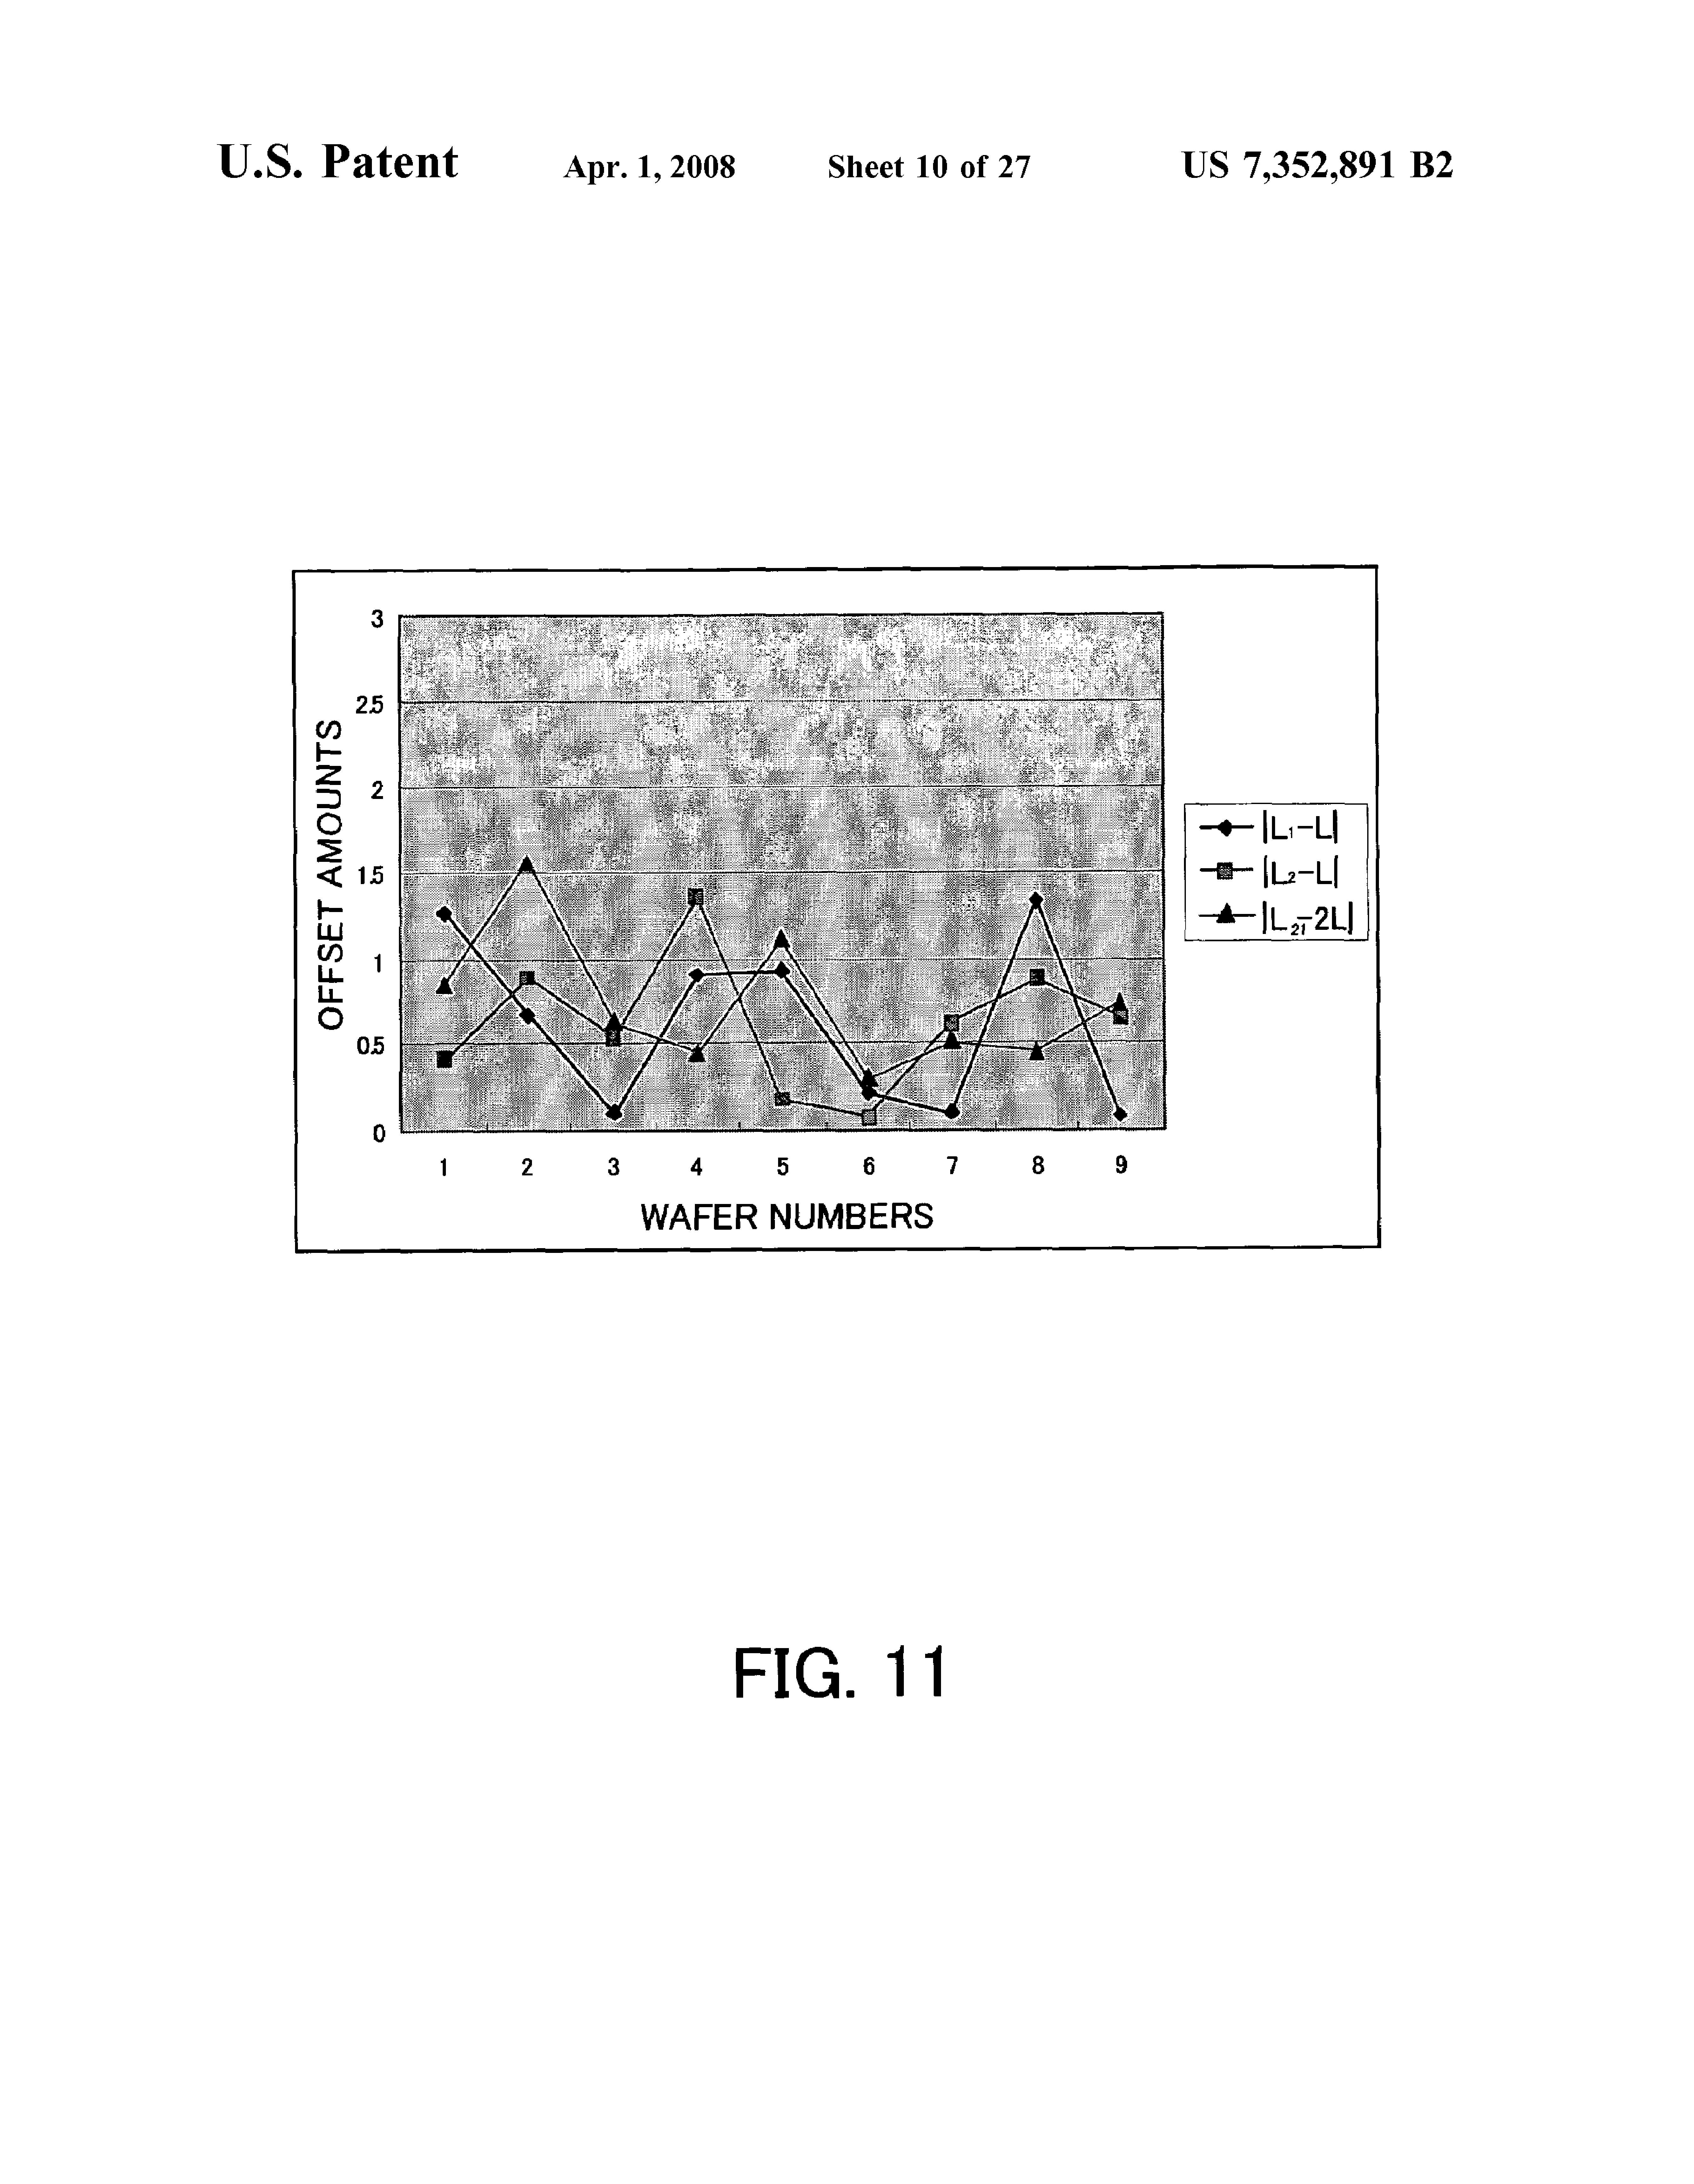 U.S. Patent Apr. 1, 2008 Sheet 10 of 27 US 7,352,891 B2
3
2.5
2
1.5
1
0.5
0
OFFSET AMOUNTS
1 2 3 4 5 6 7 8 9
WAFER NUMBERS
|L1-L|
|L2-L|
|L21-2L|
FIG. 11